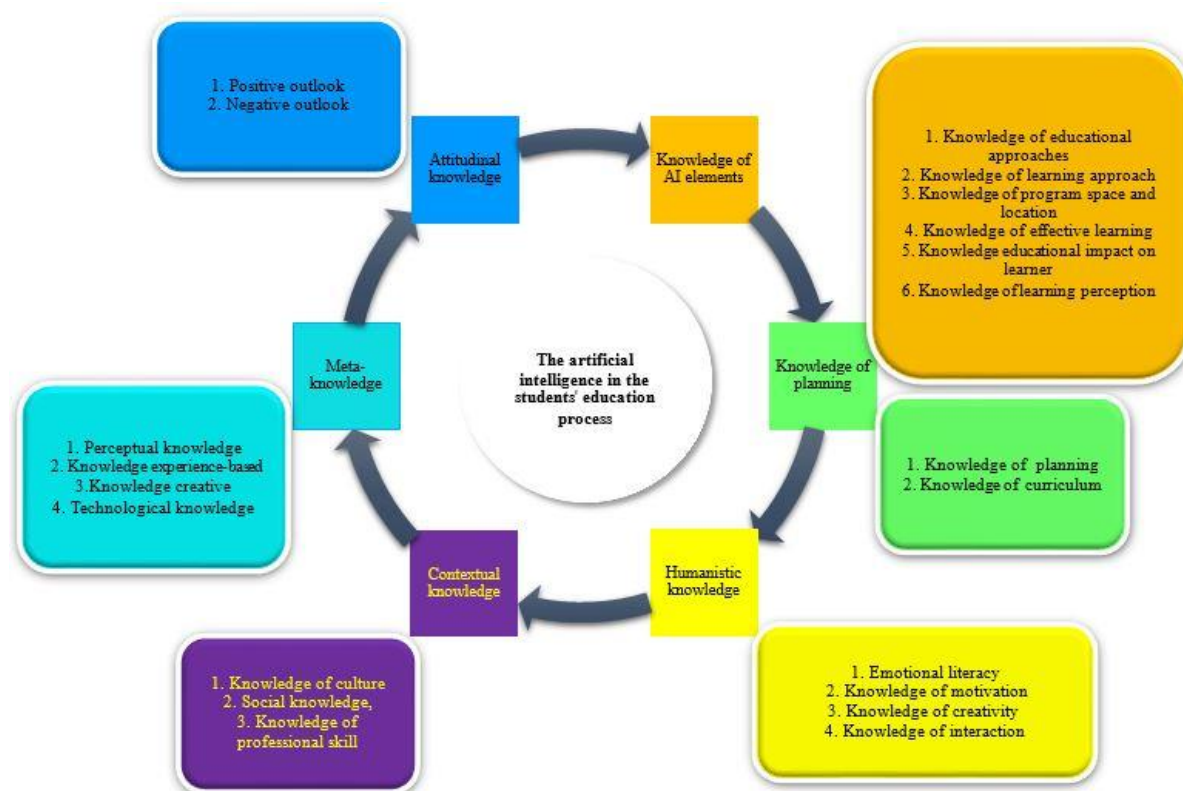 1. Positive outlook
2. Negative outlook
Attitudinal
knowledge
Knowledge of
AI elements
1. Knowledge of educational
approaches
2. Knowledge of learning approach
3. Knowledge of program space and
location
4. Knowledge of effective learning
5. Knowledge educational impact on
learner
6. Knowledge of learning perception
Knowledge of
planning
1. Knowledge of planning
2. Knowledge of curriculum
Humanistic
knowledge
1. Emotional literacy
2. Knowledge of motivation
3. Knowledge of creativity
4. Knowledge of interaction
Contextual
knowledge
1. Knowledge of culture
2. Social knowledge,
3. Knowledge of
professional skill
Meta-
knowledge
1. Perceptual knowledge
2. Knowledge experience-based
3.Knowledge creative
4. Technological knowledge
The artificial
intelligence in the
students' education
process